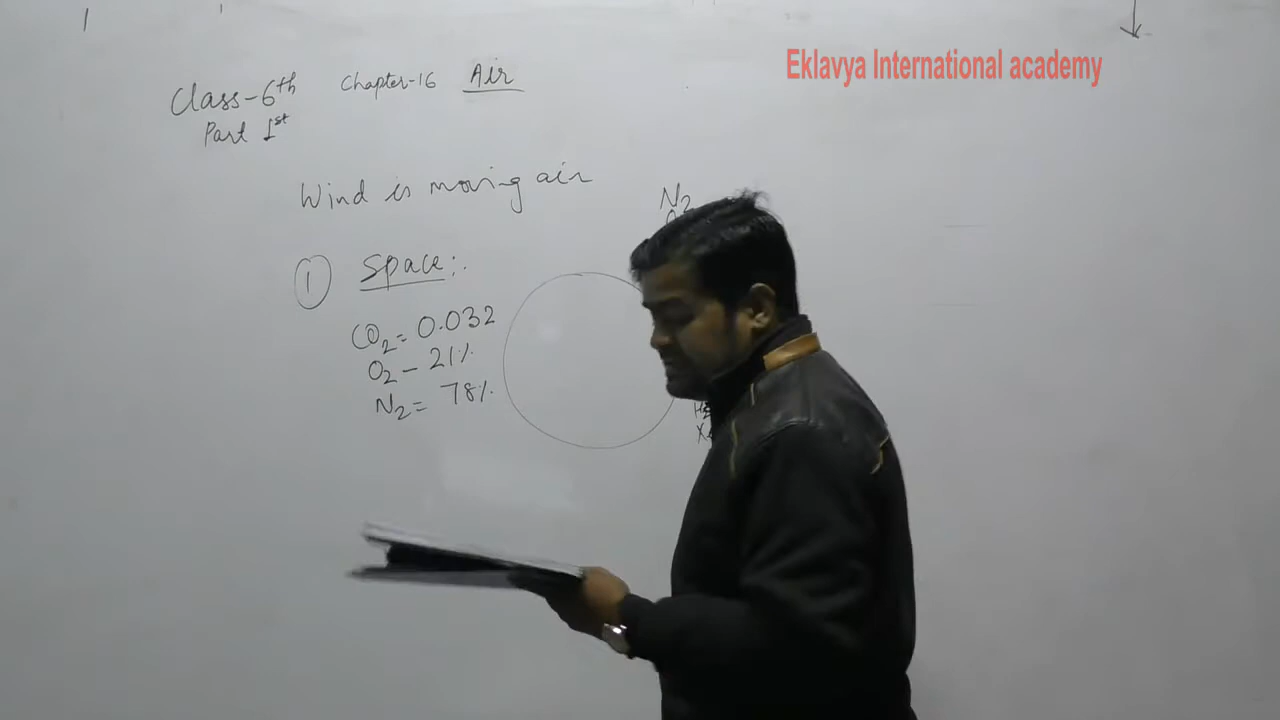 Eklavya International academy
Class-6th Chapter-16 Air
Part 1st
Wind is moving air
N2
① Space:.
CO2 = 0.032
O2 - 21%
N2 = 78%